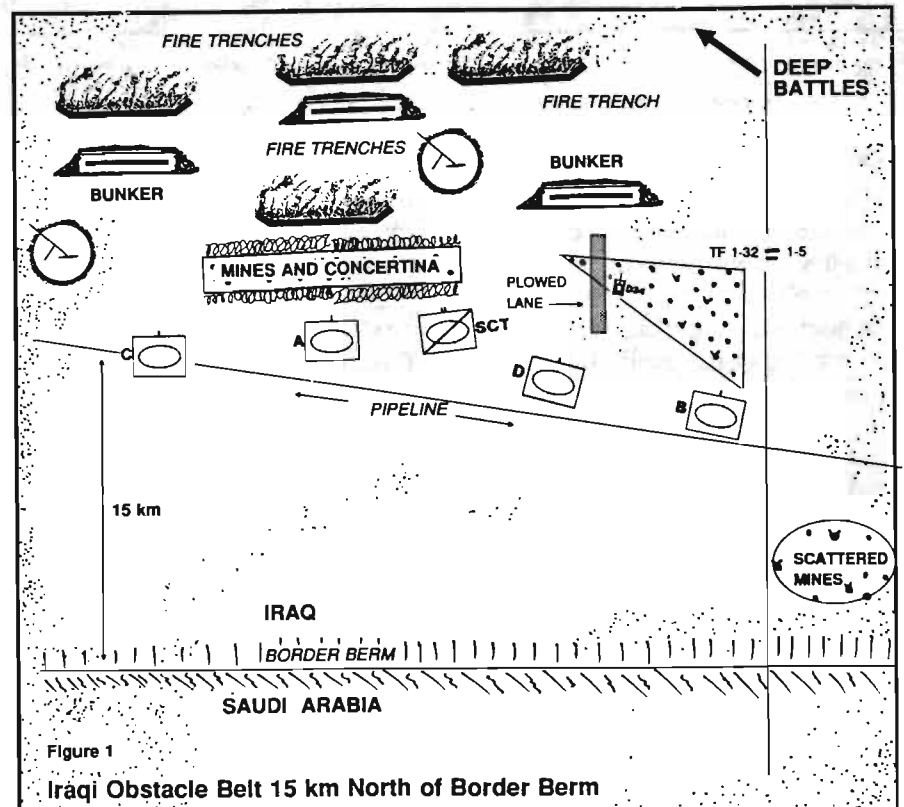 FIRE TRENCHES
DEEP
BATTLES
FIRE TRENCH
FIRE TRENCHES
BUNKER
BUNKER
TF 1-32 = 1-5
MINES AND CONCERTINA
PLOWED
LANE
D34
SCT
A
C
D
B
PIPELINE
15 km
SCATTERED
MINES
IRAQ
BORDER BERM
SAUDI ARABIA
Figure 1
Iraqi Obstacle Belt 15 km North of Border Berm